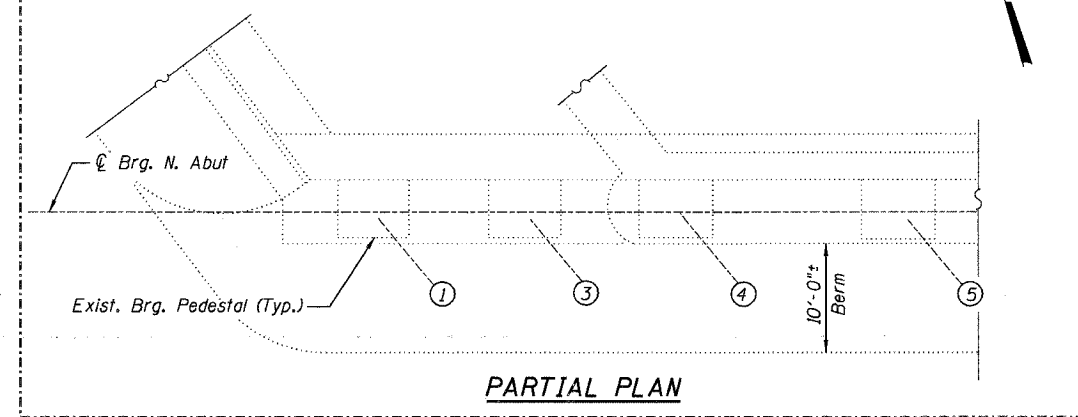 ℄ Brg. N. Abut
Exist. Brg. Pedestal (Typ.)
1
3
4
5
10'-0"±
Berm
PARTIAL PLAN